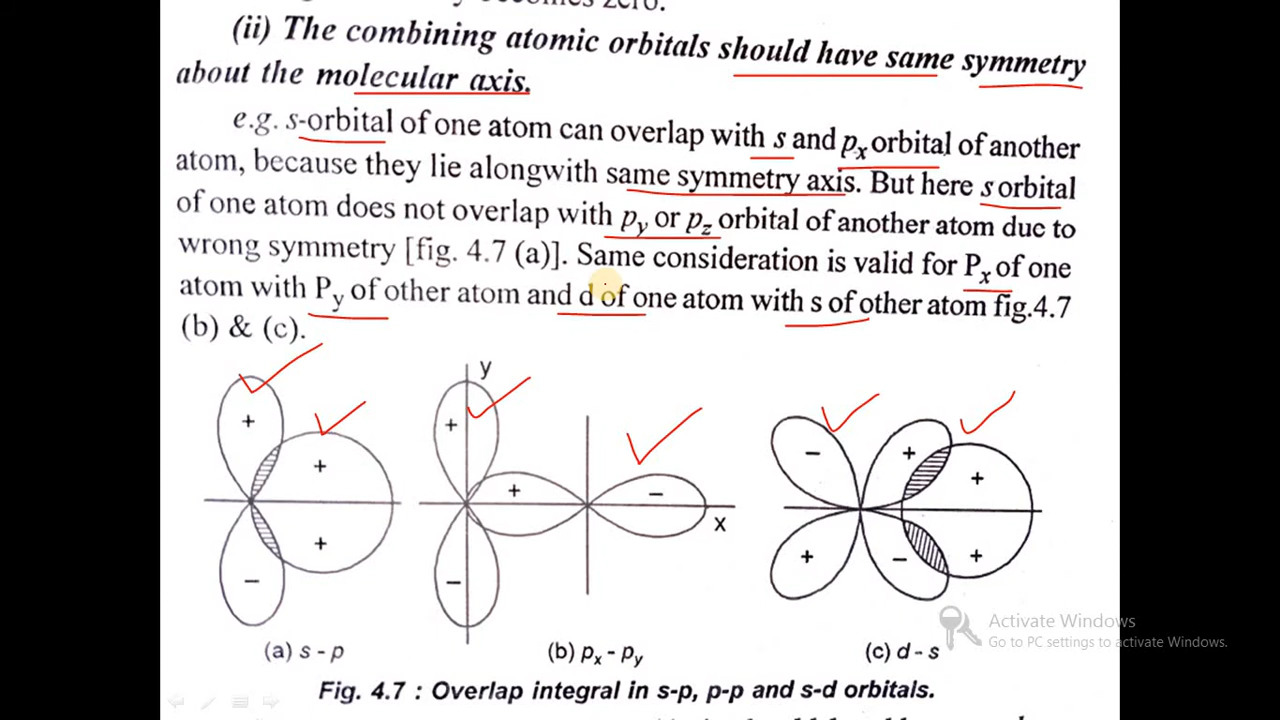 (ii) The combining atomic orbitals should have same symmetry
about the molecular axis.
e.g. s-orbital of one atom can overlap with s and px orbital of another
atom, because they lie alongwith same symmetry axis. But here s orbital
of one atom does not overlap with py or pz orbital of another atom due to
wrong symmetry [fig. 4.7 (a)]. Same consideration is valid for Px of one
atom with Py of other atom and d of one atom with s of other atom fig.4.7
(b) & (c).
+ + + −
y + + − − x
− + + + − +
(a) s - p
(b) px - py
(c) d - s
Fig. 4.7 : Overlap integral in s-p, p-p and s-d orbitals.
Activate Windows
Go to PC settings to activate Windows.